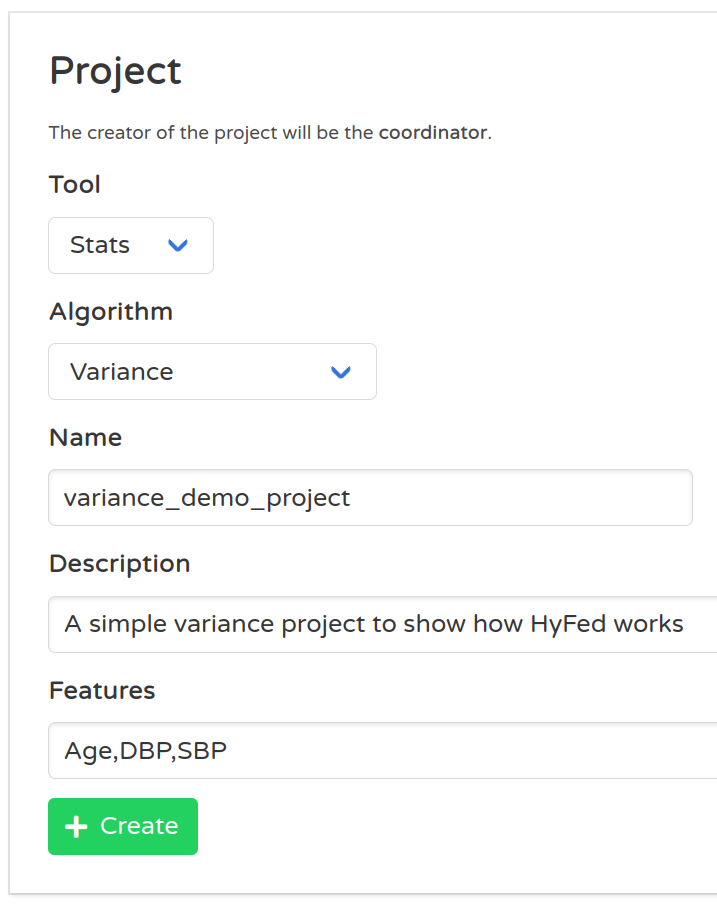 Project
The creator of the project will be the coordinator.
Tool
Stats
Algorithm
Variance
Name
variance_demo_project
Description
A simple variance project to show how HyFed works
Features
Age,DBP,SBP
Create